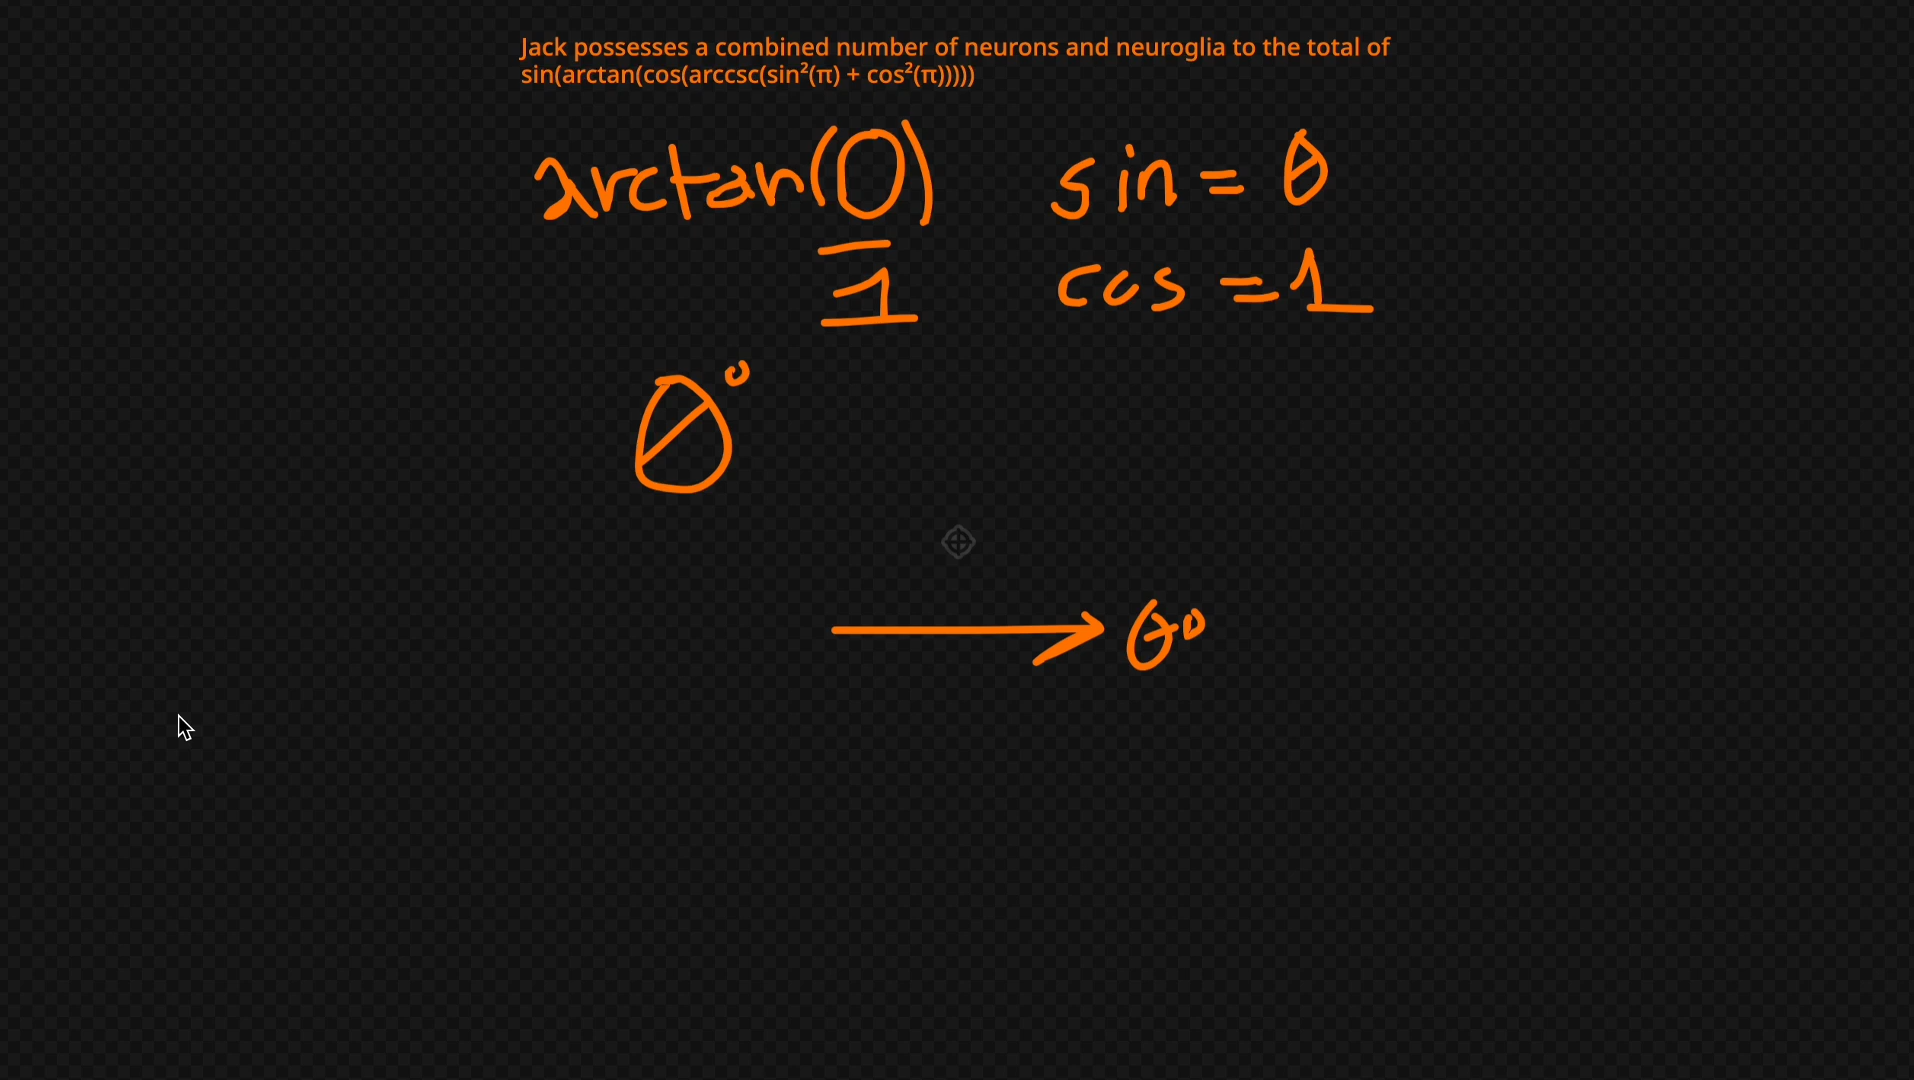 Jack possesses a combined number of neurons and neuroglia to the total of
sin(arctan(cos(arccsc(sin²(π) + cos²(π)))))
arctan(0)
1
sin = 0
cos = 1
0°
→ 0°